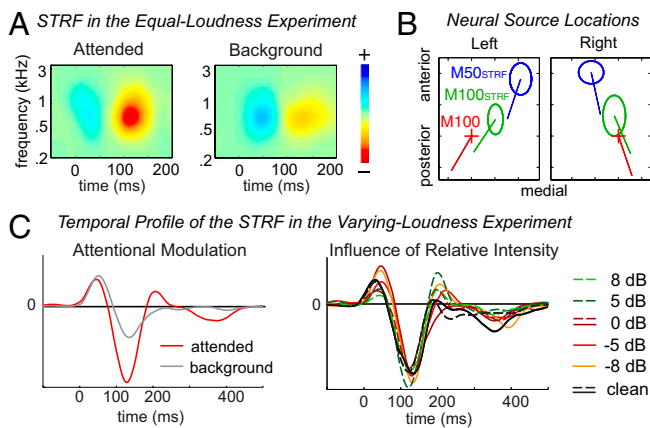 A STRF in the Equal-Loudness Experiment
Attended Background
frequency (kHz)
3
1
.5
.2
0 100 200
time (ms)
3
1
.5
.2
0 100 200
time (ms)
+
−
B Neural Source Locations
Left Right
anterior
posterior
M50STRF
M100STRF
M100
medial
C Temporal Profile of the STRF in the Varying-Loudness Experiment
Attentional Modulation
0
attended
background
0 100 200 400
time (ms)
Influence of Relative Intensity
0
0 100 200 400
time (ms)
8 dB
5 dB
0 dB
-5 dB
-8 dB
clean